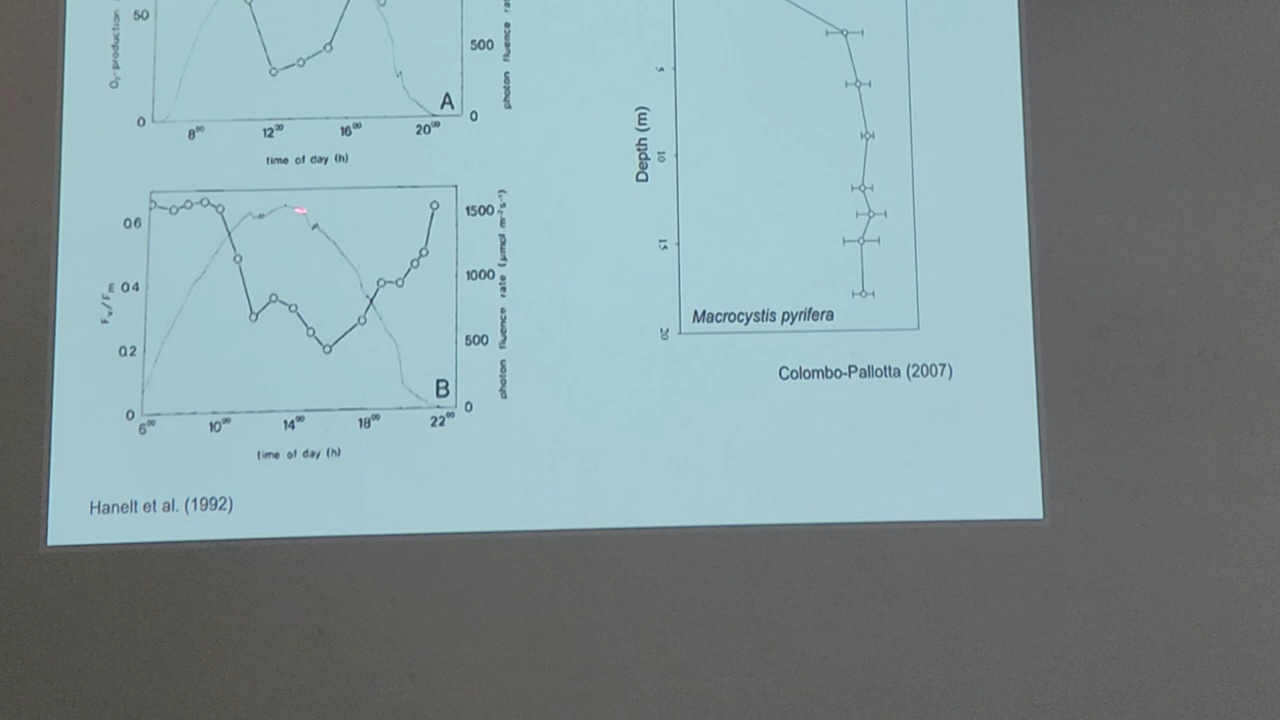 50
O₂-production
0
500
0
photon fluence
A
8⁰⁰ 12⁰⁰ 16⁰⁰ 20⁰⁰
time of day (h)
0.6
0.4
0.2
0
Fᵥ/Fₘ
1500
1000
500
0
photon fluence rate (µmol m⁻²s⁻¹)
B
6⁰⁰ 10⁰⁰ 14⁰⁰ 18⁰⁰ 22⁰⁰
time of day (h)
Hanelt et al. (1992)
5
10
15
20
Depth (m)
Macrocystis pyrifera
Colombo-Pallotta (2007)